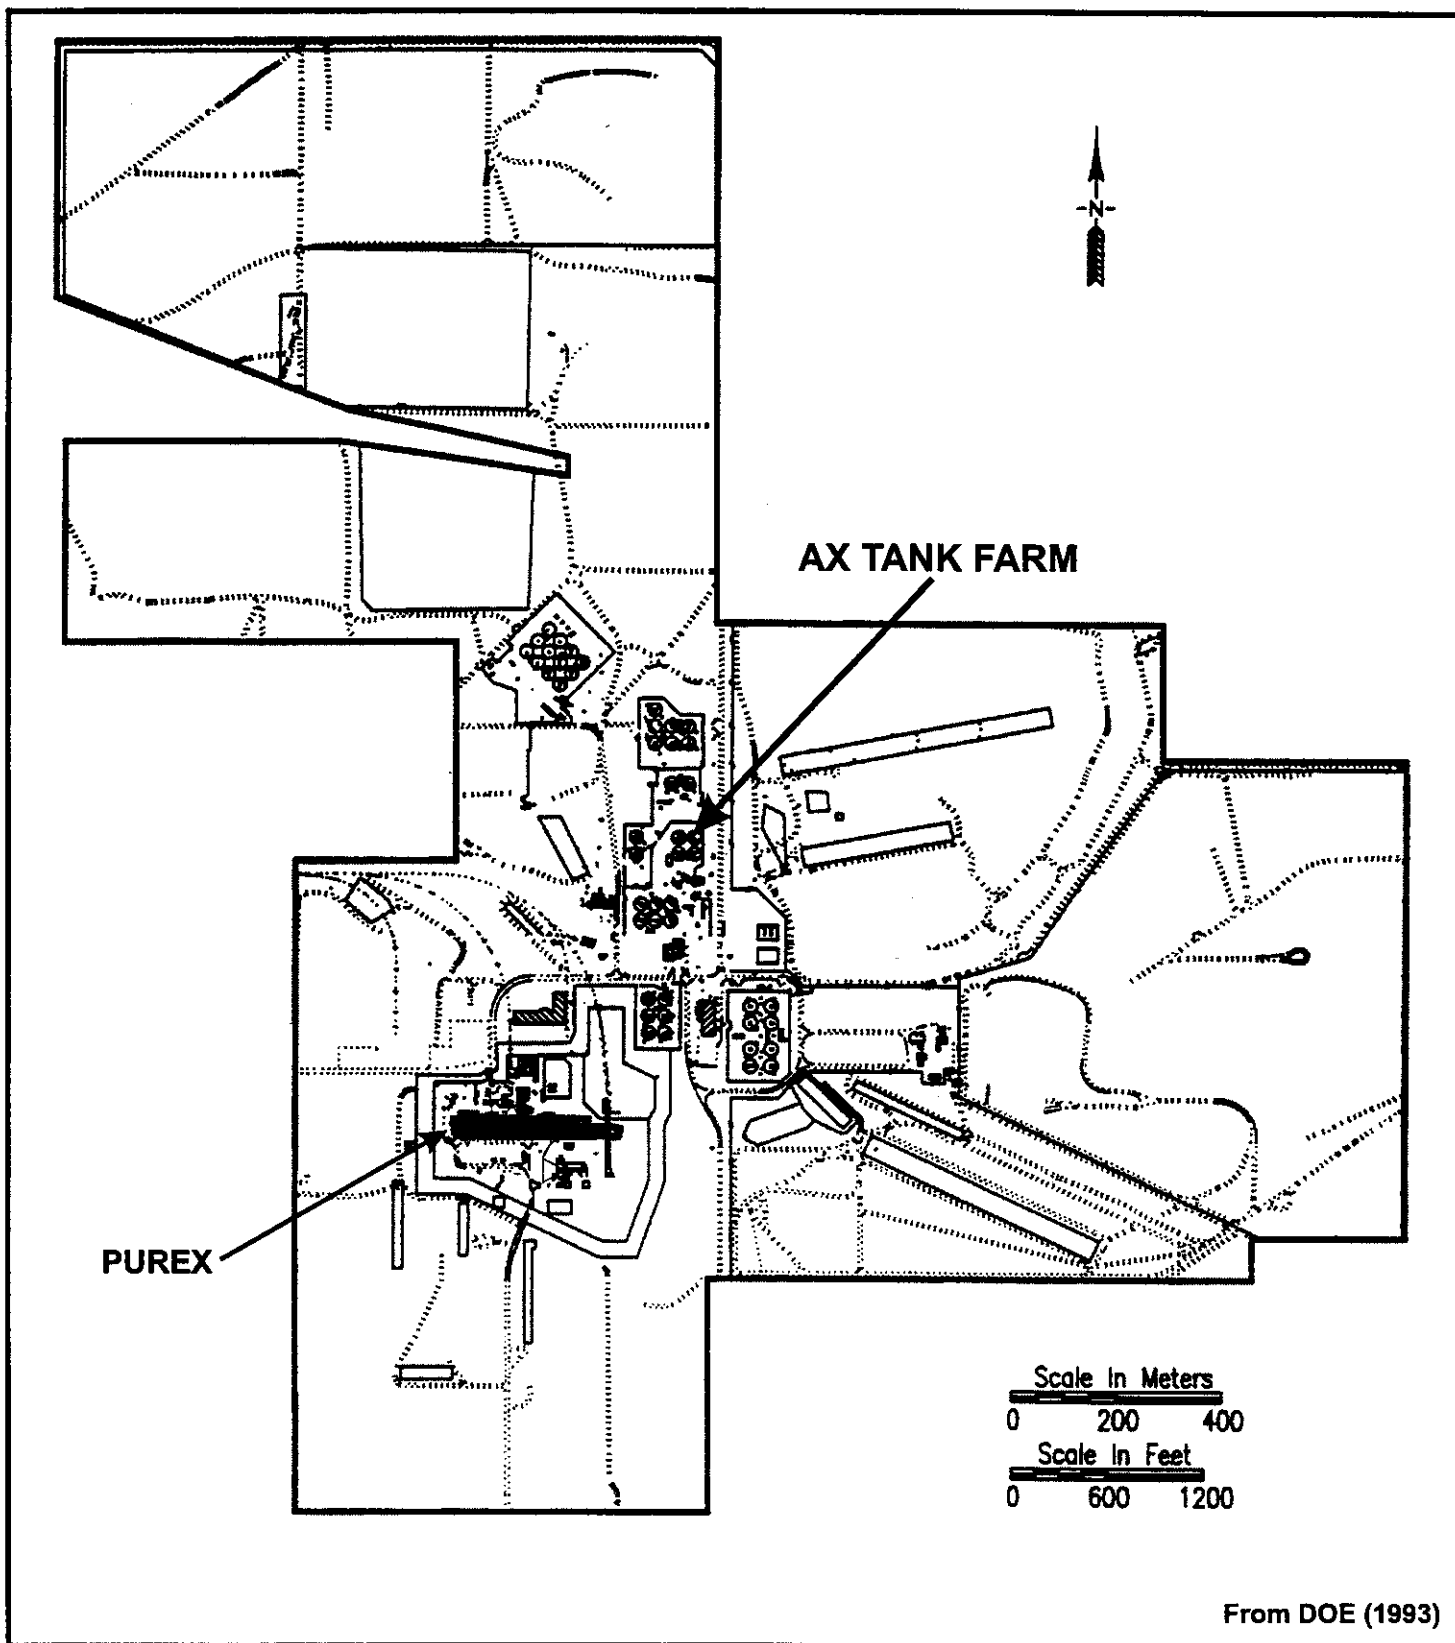 -N-
AX TANK FARM
PUREX
Scale In Meters
0 200 400
Scale In Feet
0 600 1200
From DOE (1993)